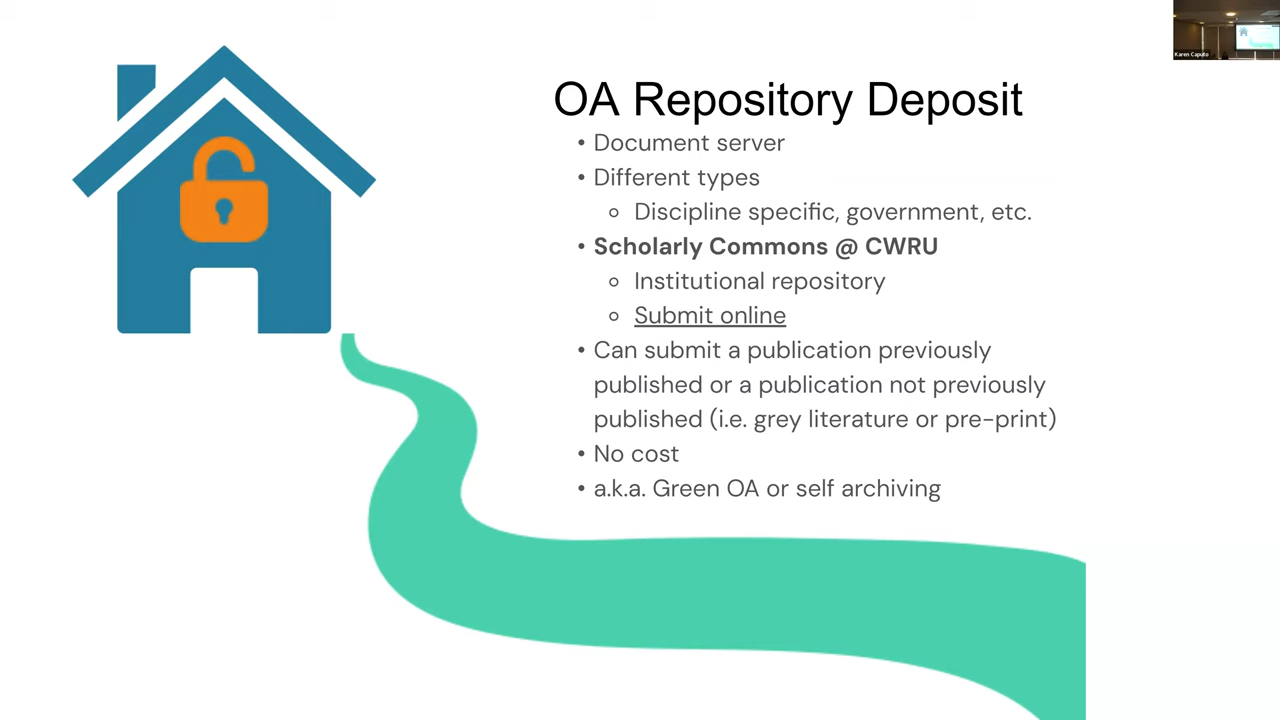 Karen Caputo
OA Repository Deposit
• Document server
• Different types
○ Discipline specific, government, etc.
• Scholarly Commons @ CWRU
○ Institutional repository
○ Submit online
• Can submit a publication previously
published or a publication not previously
published (i.e. grey literature or pre-print)
• No cost
• a.k.a. Green OA or self archiving